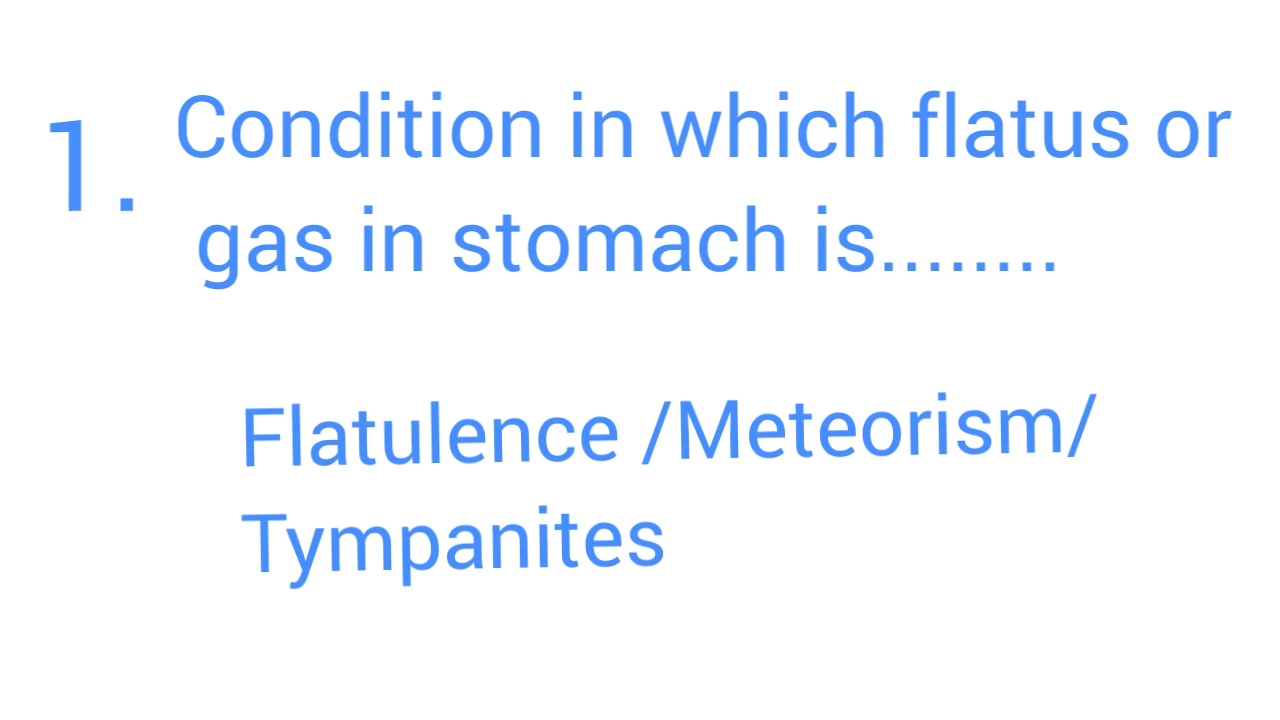 1. Condition in which flatus or
gas in stomach is........
Flatulence /Meteorism/
Tympanites